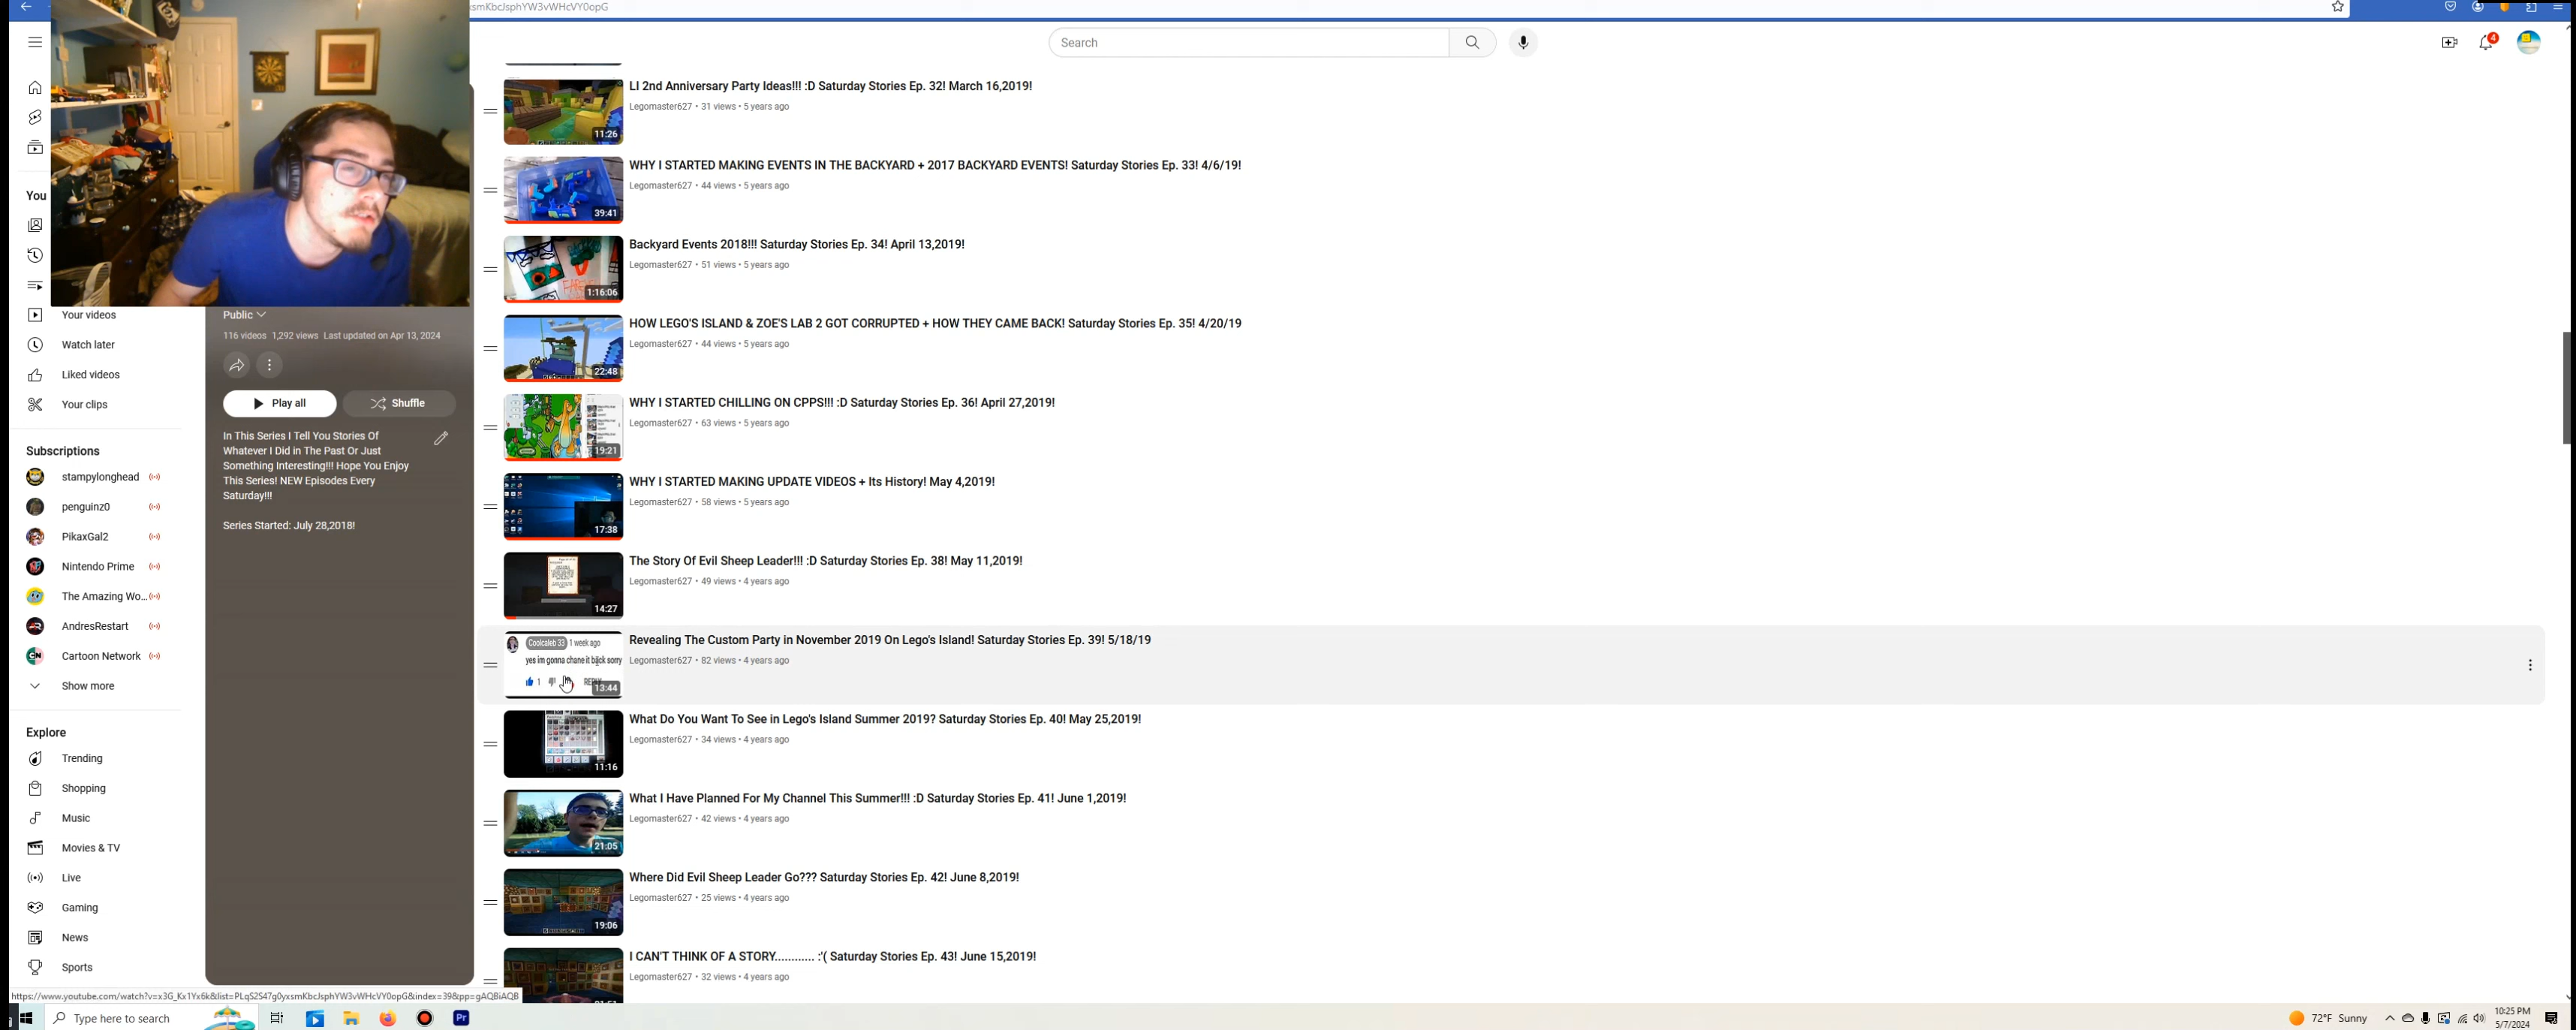 smKbcJsphYW3vWHcVY0opG
Search
4
You
Your videos
Watch later
Liked videos
Your clips
Subscriptions
stampylonghead
penguinz0
PikaxGal2
Nintendo Prime
The Amazing Wo...
AndresRestart
Cartoon Network
Show more
Explore
Trending
Shopping
Music
Movies & TV
Live
Gaming
News
Sports
Public
116 videos 1,292 views Last updated on Apr 13, 2024
Play all
Shuffle
In This Series I Tell You Stories Of
Whatever I Did in The Past Or Just
Something Interesting!!! Hope You Enjoy
This Series! NEW Episodes Every
Saturday!!!
Series Started: July 28,2018!
LI 2nd Anniversary Party Ideas!!! :D Saturday Stories Ep. 32! March 16,2019!
Legomaster627 • 31 views • 5 years ago
11:26
WHY I STARTED MAKING EVENTS IN THE BACKYARD + 2017 BACKYARD EVENTS! Saturday Stories Ep. 33! 4/6/19!
Legomaster627 • 44 views • 5 years ago
39:41
Backyard Events 2018!!! Saturday Stories Ep. 34! April 13,2019!
Legomaster627 • 51 views • 5 years ago
1:16:06
HOW LEGO'S ISLAND & ZOE'S LAB 2 GOT CORRUPTED + HOW THEY CAME BACK! Saturday Stories Ep. 35! 4/20/19
Legomaster627 • 44 views • 5 years ago
22:48
WHY I STARTED CHILLING ON CPPS!!! :D Saturday Stories Ep. 36! April 27,2019!
Legomaster627 • 63 views • 5 years ago
19:21
WHY I STARTED MAKING UPDATE VIDEOS + Its History! May 4,2019!
Legomaster627 • 58 views • 5 years ago
17:38
The Story Of Evil Sheep Leader!!! :D Saturday Stories Ep. 38! May 11,2019!
Legomaster627 • 49 views • 4 years ago
14:27
Revealing The Custom Party in November 2019 On Lego's Island! Saturday Stories Ep. 39! 5/18/19
Legomaster627 • 82 views • 4 years ago
Coolcaleb 33 1 week ago
yes im gonna chane it back sorry
1
13:44
What Do You Want To See in Lego's Island Summer 2019? Saturday Stories Ep. 40! May 25,2019!
Legomaster627 • 34 views • 4 years ago
11:16
What I Have Planned For My Channel This Summer!!! :D Saturday Stories Ep. 41! June 1,2019!
Legomaster627 • 42 views • 4 years ago
21:05
Where Did Evil Sheep Leader Go??? Saturday Stories Ep. 42! June 8,2019!
Legomaster627 • 25 views • 4 years ago
19:06
I CAN'T THINK OF A STORY........... :'( Saturday Stories Ep. 43! June 15,2019!
Legomaster627 • 32 views • 4 years ago
https://www.youtube.com/watch?v=x3G_Kx1Yx6k&list=PLqS2S47g0yxsmKbcJsphYW3vWHcVY0opG&index=39&pp=gAQBiAQB
Type here to search
Pr
72°F Sunny
10:25 PM
5/7/2024